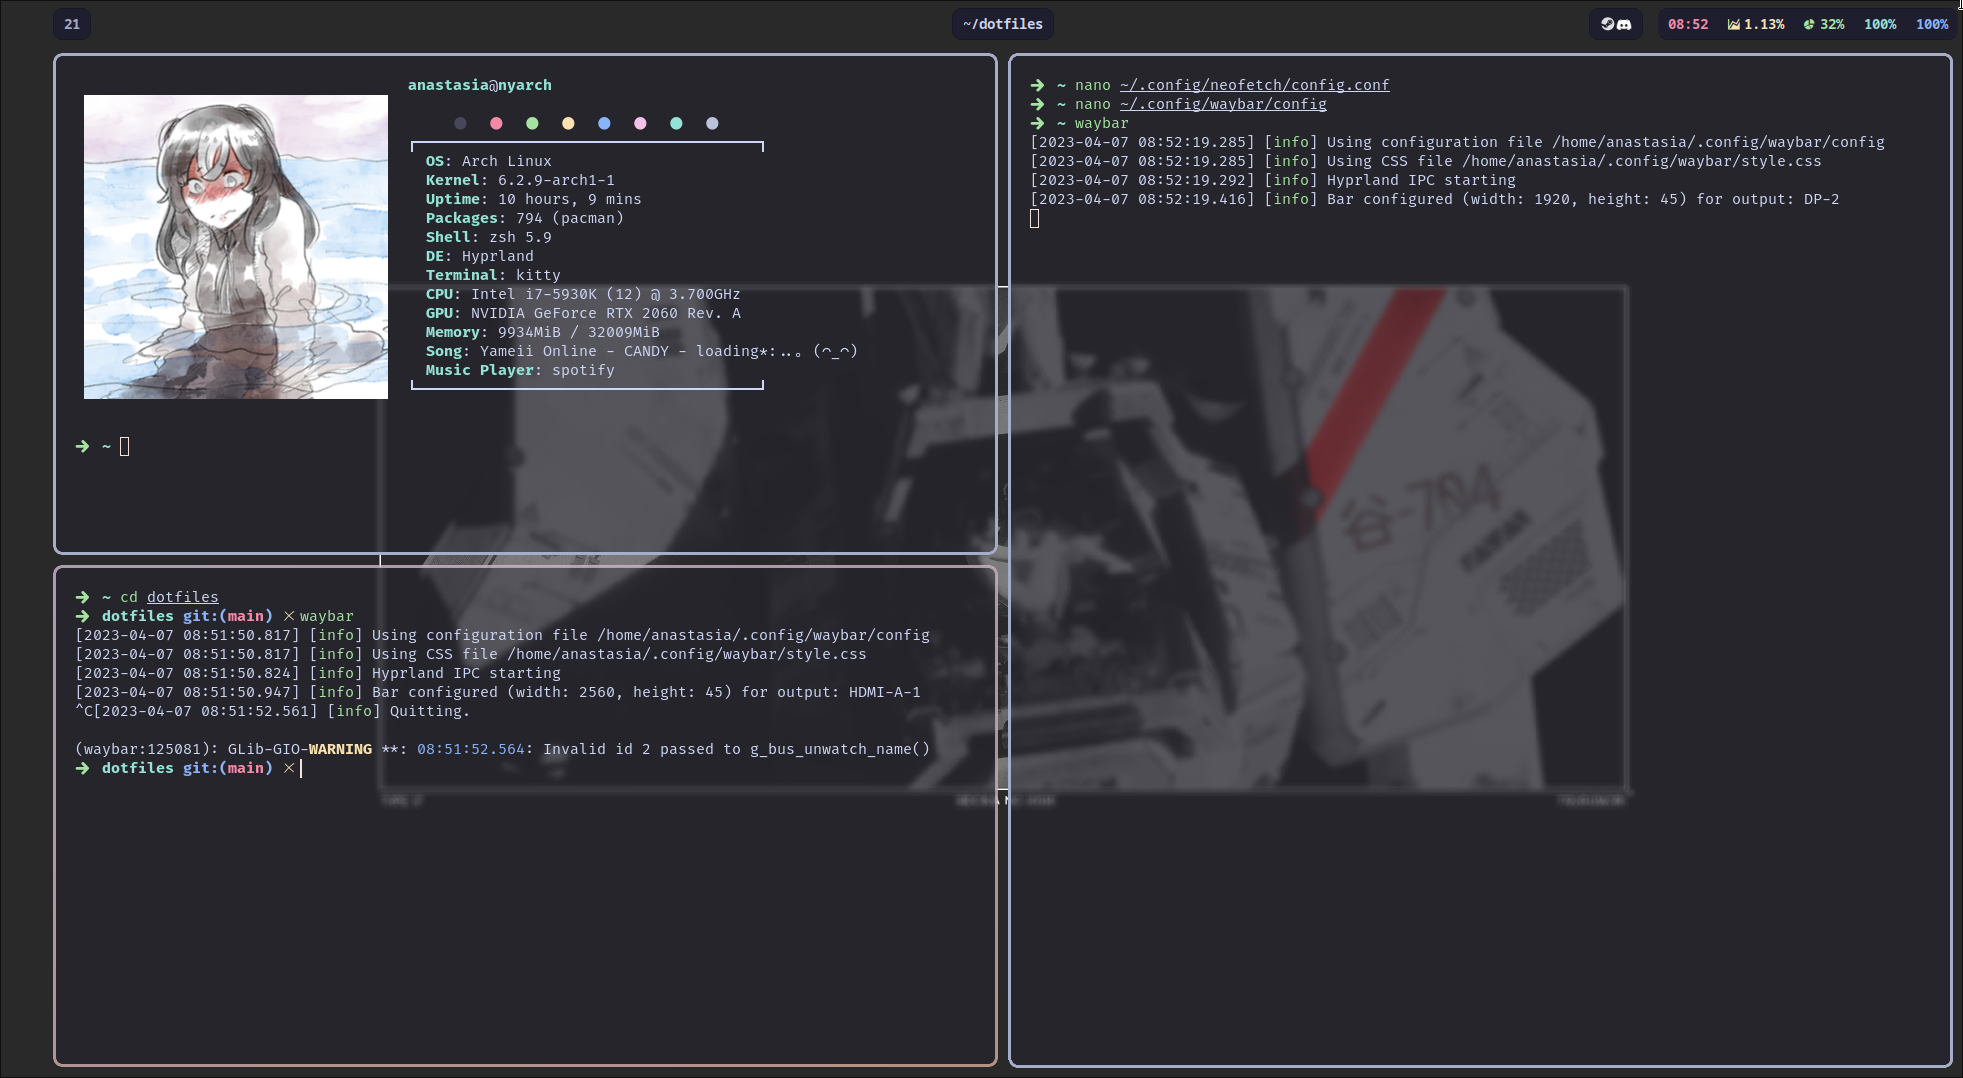 21
~/dotfiles
08:52 1.13% 32% 100% 100%
anastasia@nyarch
OS: Arch Linux
Kernel: 6.2.9-arch1-1
Uptime: 10 hours, 9 mins
Packages: 794 (pacman)
Shell: zsh 5.9
DE: Hyprland
Terminal: kitty
CPU: Intel i7-5930K (12) @ 3.700GHz
GPU: NVIDIA GeForce RTX 2060 Rev. A
Memory: 9934MiB / 32009MiB
Song: Yameii Online - CANDY - loading*:..。(◠_◠)
Music Player: spotify
➜ ~
➜ ~ cd dotfiles
➜ dotfiles git:(main) ✕ waybar
[2023-04-07 08:51:50.817] [info] Using configuration file /home/anastasia/.config/waybar/config
[2023-04-07 08:51:50.817] [info] Using CSS file /home/anastasia/.config/waybar/style.css
[2023-04-07 08:51:50.824] [info] Hyprland IPC starting
[2023-04-07 08:51:50.947] [info] Bar configured (width: 2560, height: 45) for output: HDMI-A-1
^C[2023-04-07 08:51:52.561] [info] Quitting.
(waybar:125081): GLib-GIO-WARNING **: 08:51:52.564: Invalid id 2 passed to g_bus_unwatch_name()
➜ dotfiles git:(main) ✕
➜ ~ nano ~/.config/neofetch/config.conf
➜ ~ nano ~/.config/waybar/config
➜ ~ waybar
[2023-04-07 08:52:19.285] [info] Using configuration file /home/anastasia/.config/waybar/config
[2023-04-07 08:52:19.285] [info] Using CSS file /home/anastasia/.config/waybar/style.css
[2023-04-07 08:52:19.292] [info] Hyprland IPC starting
[2023-04-07 08:52:19.416] [info] Bar configured (width: 1920, height: 45) for output: DP-2
谷-704